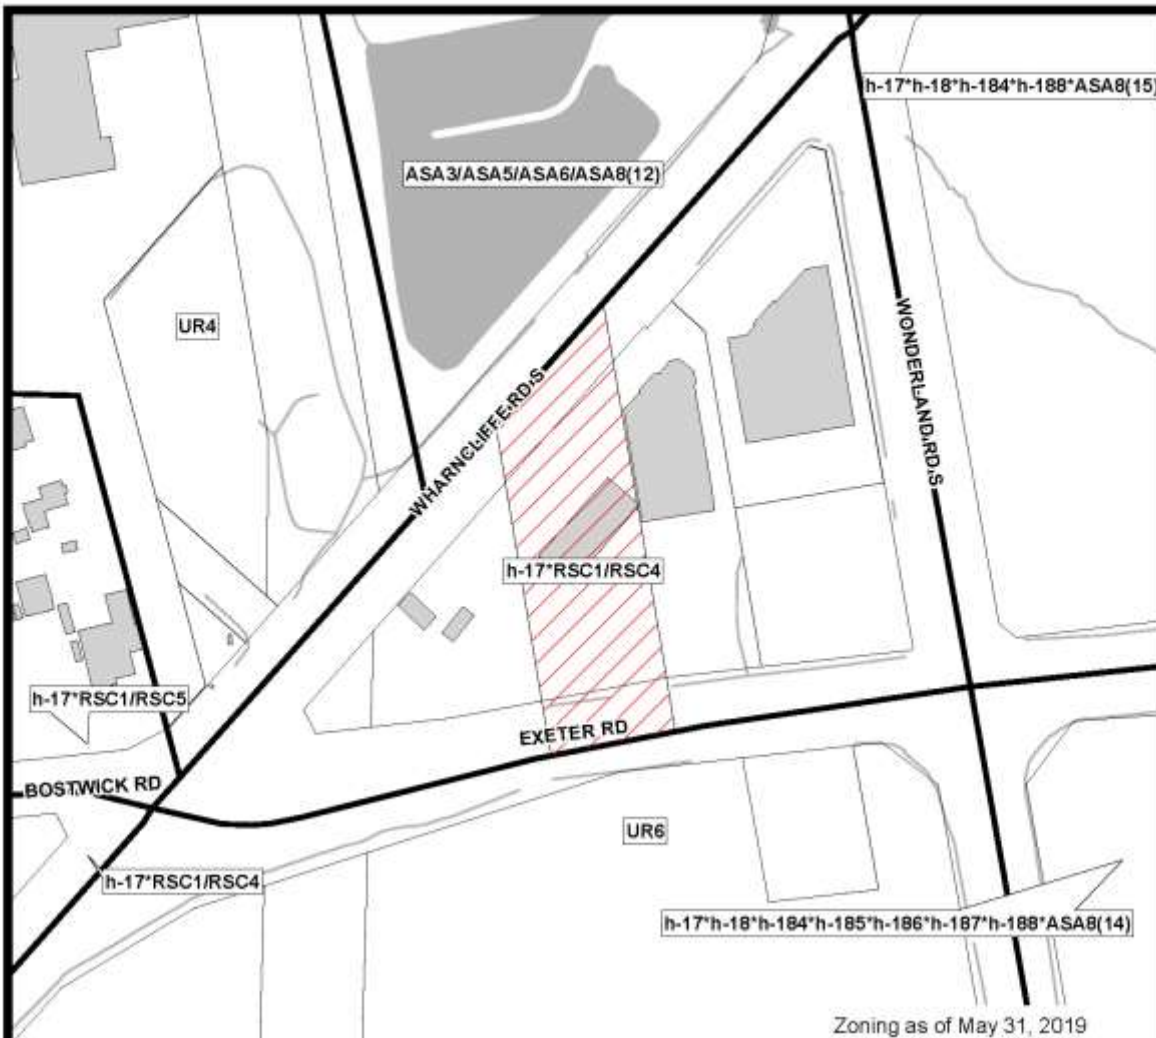 h-17*h-18*h-184*h-188*ASA8(15)
ASA3/ASA5/ASA6/ASA8(12)
UR4
WONDERLAND RD S
WHARNCLIFFE RD S
h-17*RSC1/RSC4
h-17*RSC1/RSC5
EXETER RD
BOSTWICK RD
UR6
h-17*RSC1/RSC4
h-17*h-18*h-184*h-185*h-186*h-187*h-188*ASA8(14)
Zoning as of May 31, 2019